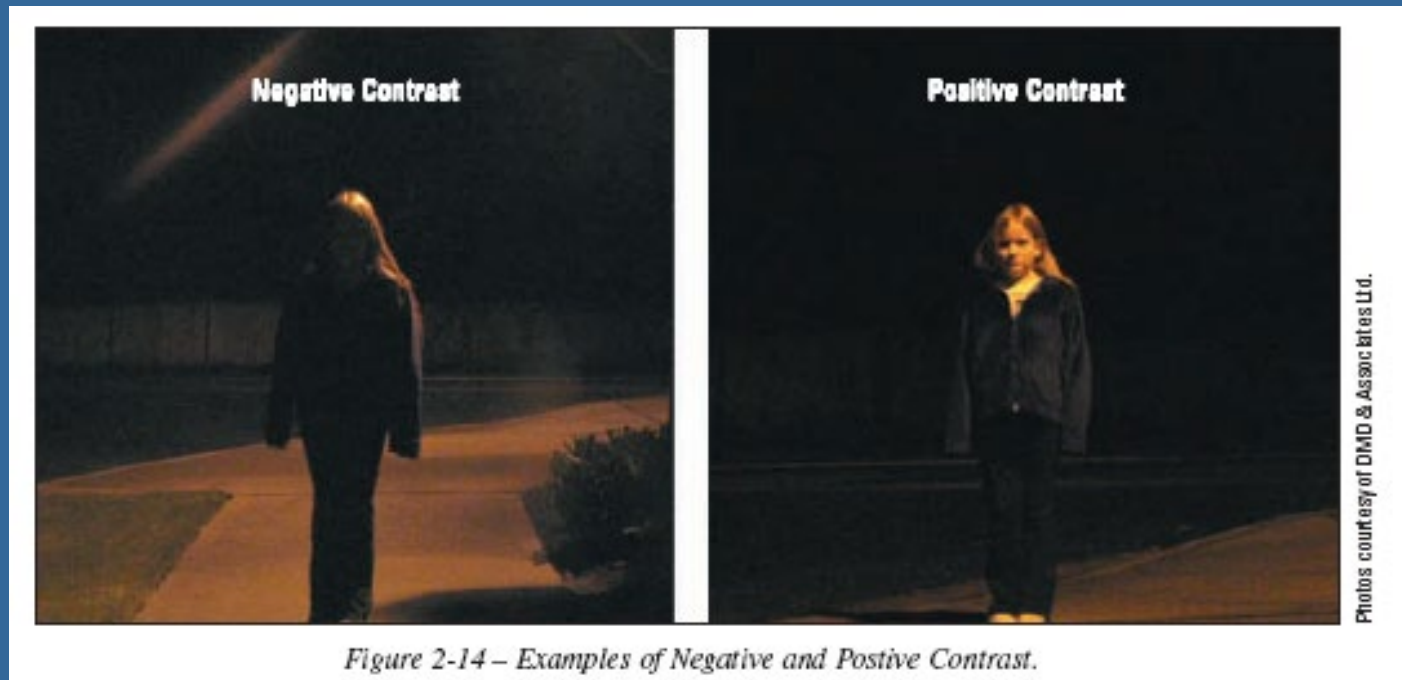 Negative Contrast
Positive Contrast
Photos courtesy of DMD & Associates Ltd.
Figure 2-14 – Examples of Negative and Postive Contrast.